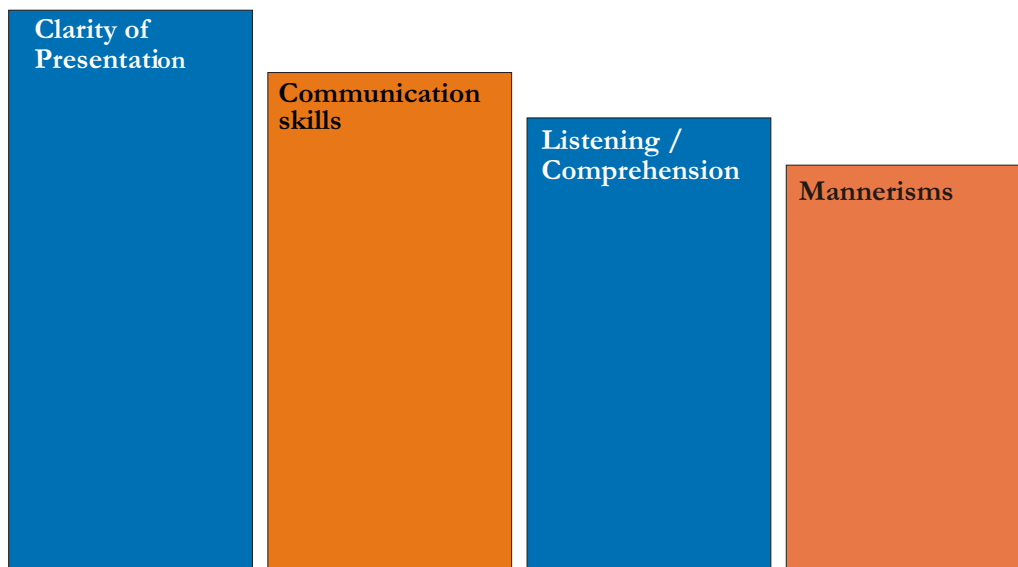 Clarity of
Presentation
Communication
skills
Listening /
Comprehension
Mannerisms